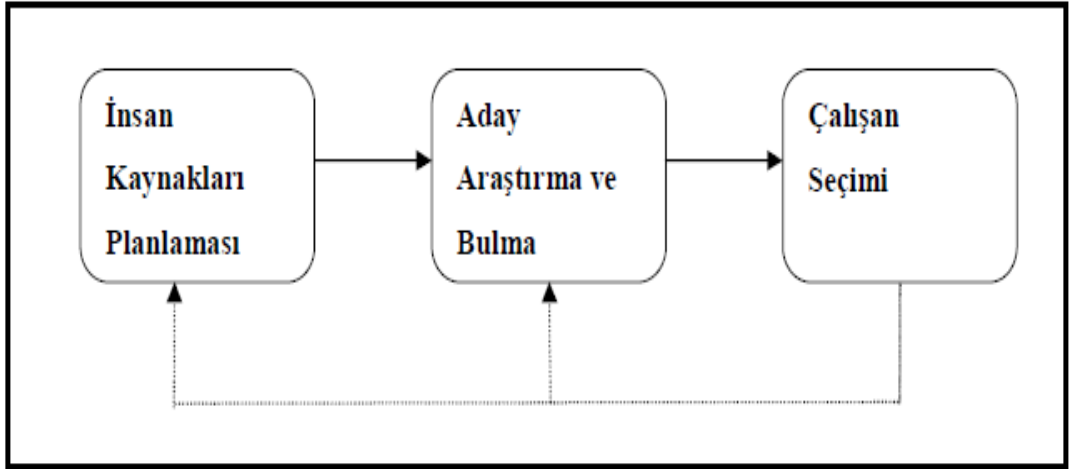 İnsan
Kaynakları
Planlaması
Aday
Araştırma ve
Bulma
Çalışan
Seçimi